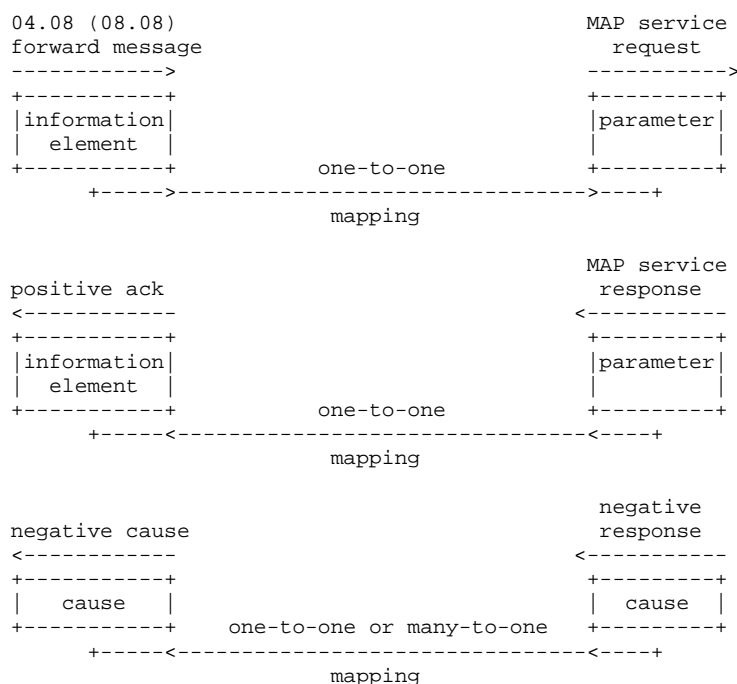 04.08 (08.08) MAP service
forward message request
------------> ----------->
+-----------+ +---------+
|information| |parameter|
| element | | |
+-----------+ one-to-one +---------+
+----->-------------------------------->----+
mapping
MAP service
positive ack response
<------------ <-----------
+-----------+ +---------+
|information| |parameter|
| element | | |
+-----------+ one-to-one +---------+
+-----<--------------------------------<----+
mapping
negative
negative cause response
<------------ <-----------
+-----------+ +---------+
| cause | | cause |
+-----------+ one-to-one or many-to-one +---------+
+-----<--------------------------------<----+
mapping